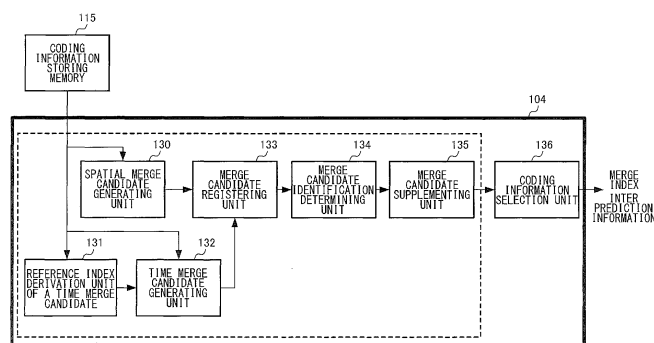 115
CODING
INFORMATION
STORING
MEMORY
104
130
SPATIAL MERGE
CANDIDATE
GENERATING
UNIT
133
MERGE
CANDIDATE
REGISTERING
UNIT
134
MERGE
CANDIDATE
IDENTIFICATION
DETERMINING
UNIT
135
MERGE
CANDIDATE
SUPPLEMENTING
UNIT
136
CODING
INFORMATION
SELECTION UNIT
MERGE
INDEX
INTER
PREDICTION
INFORMATION
131
REFERENCE INDEX
DERIVATION UNIT
OF A TIME MERGE
CANDIDATE
132
TIME MERGE
CANDIDATE
GENERATING
UNIT